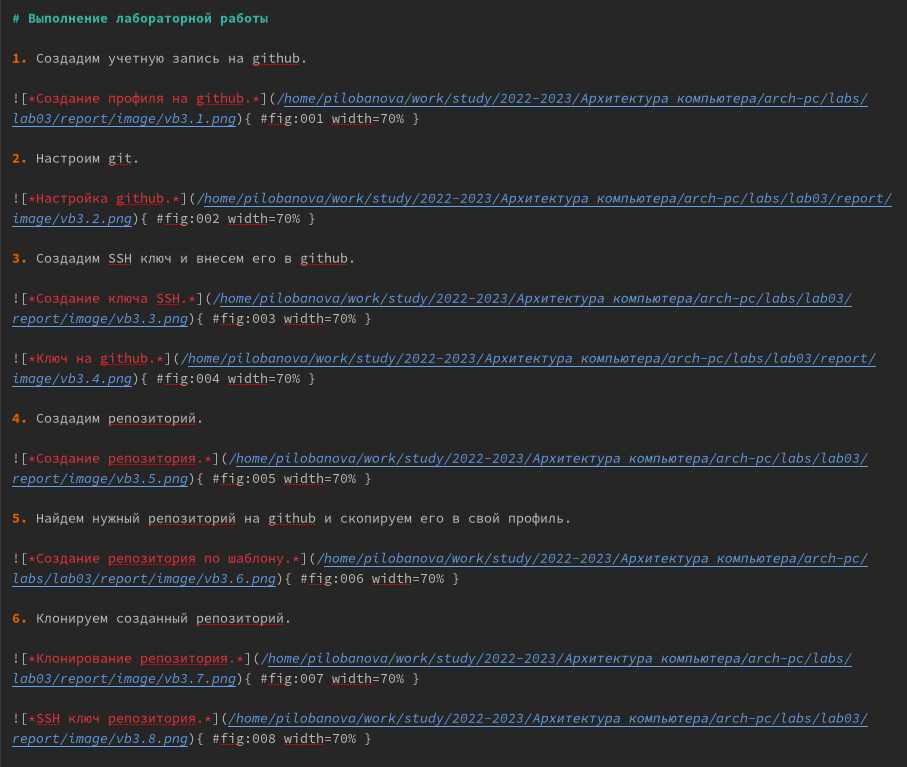 # Выполнение лабораторной работы
1. Создадим учетную запись на github.
![*Создание профиля на github.*](/home/pilobanova/work/study/2022-2023/Архитектура компьютера/arch-pc/labs/
lab03/report/image/vb3.1.png){ #fig:001 width=70% }
2. Настроим git.
![*Настройка github.*](/home/pilobanova/work/study/2022-2023/Архитектура компьютера/arch-pc/labs/lab03/report/
image/vb3.2.png){ #fig:002 width=70% }
3. Создадим SSH ключ и внесем его в github.
![*Создание ключа SSH.*](/home/pilobanova/work/study/2022-2023/Архитектура компьютера/arch-pc/labs/lab03/
report/image/vb3.3.png){ #fig:003 width=70% }
![*Ключ на github.*](/home/pilobanova/work/study/2022-2023/Архитектура компьютера/arch-pc/labs/lab03/report/
image/vb3.4.png){ #fig:004 width=70% }
4. Создадим репозиторий.
![*Создание репозитория.*](/home/pilobanova/work/study/2022-2023/Архитектура компьютера/arch-pc/labs/lab03/
report/image/vb3.5.png){ #fig:005 width=70% }
5. Найдем нужный репозиторий на github и скопируем его в свой профиль.
![*Создание репозитория по шаблону.*](/home/pilobanova/work/study/2022-2023/Архитектура компьютера/arch-pc/
labs/lab03/report/image/vb3.6.png){ #fig:006 width=70% }
6. Клонируем созданный репозиторий.
![*Клонирование репозитория.*](/home/pilobanova/work/study/2022-2023/Архитектура компьютера/arch-pc/labs/
lab03/report/image/vb3.7.png){ #fig:007 width=70% }
![*SSH ключ репозитория.*](/home/pilobanova/work/study/2022-2023/Архитектура компьютера/arch-pc/labs/lab03/
report/image/vb3.8.png){ #fig:008 width=70% }